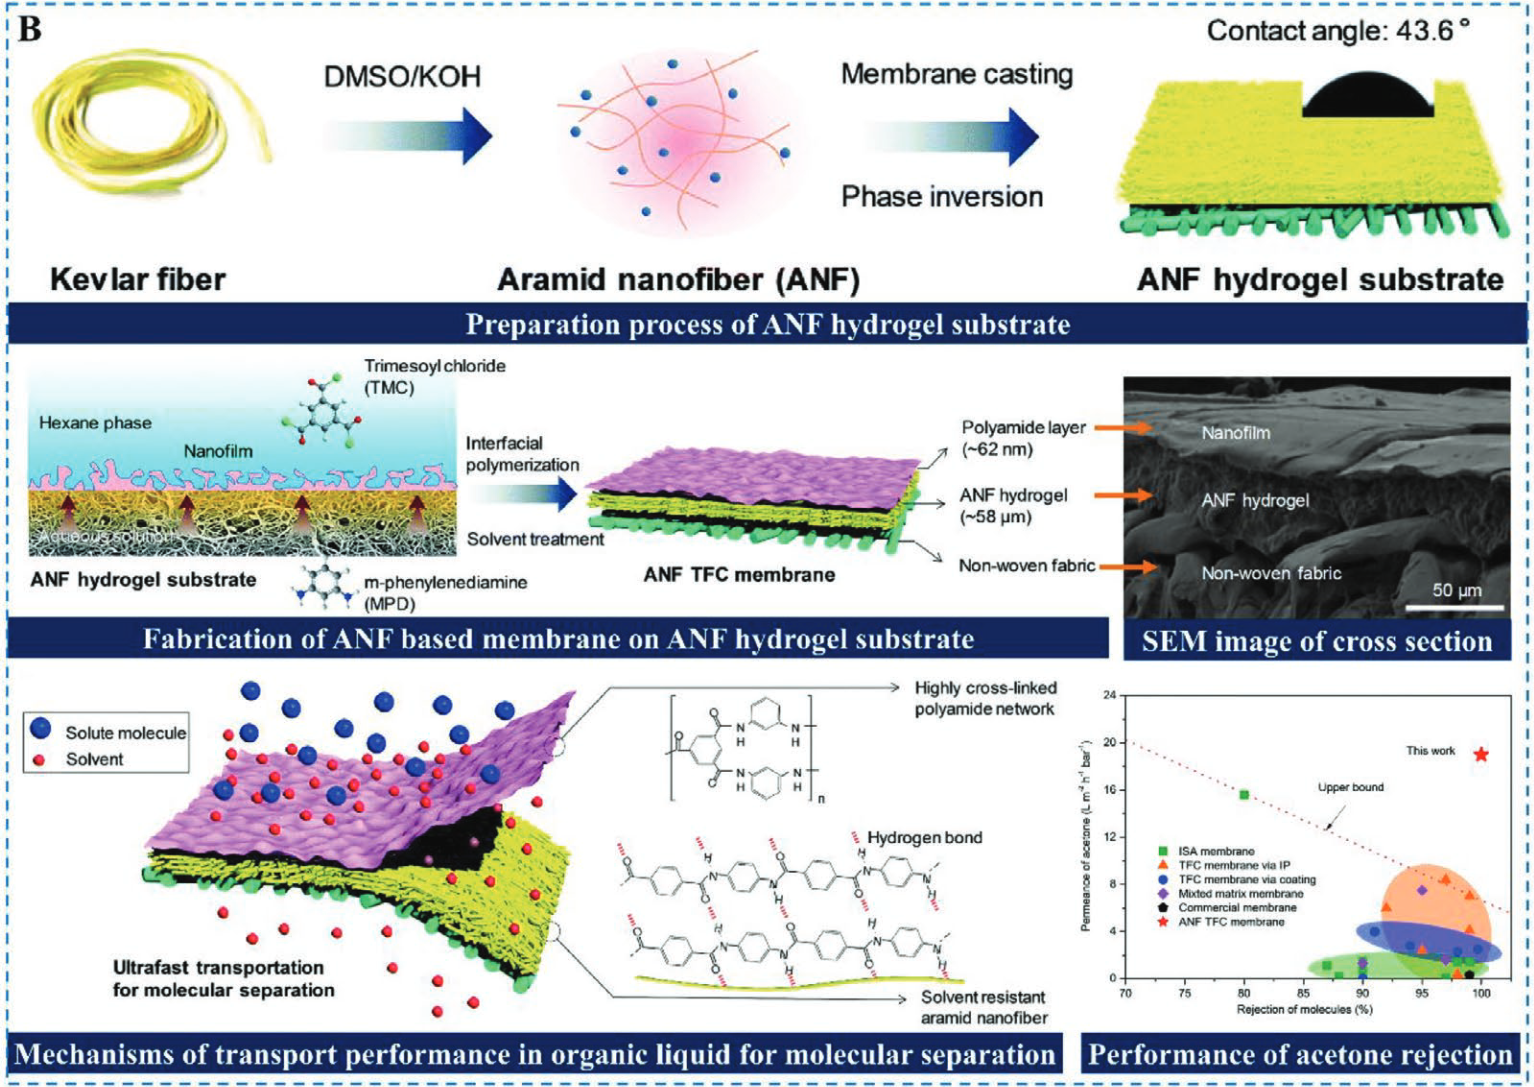 B
Contact angle: 43.6°
DMSO/KOH
Membrane casting
Phase inversion
Kevlar fiber
Aramid nanofiber (ANF)
ANF hydrogel substrate
Preparation process of ANF hydrogel substrate
Trimesoyl chloride
(TMC)
Hexane phase
Nanofilm
Aqueous solution
ANF hydrogel substrate
m-phenylenediamine
(MPD)
Interfacial
polymerization
Solvent treatment
ANF TFC membrane
Polyamide layer
(~62 nm)
ANF hydrogel
(~58 μm)
Non-woven fabric
Nanofilm
ANF hydrogel
Non-woven fabric
50 μm
Fabrication of ANF based membrane on ANF hydrogel substrate
SEM image of cross section
Solute molecule
Solvent
Ultrafast transportation
for molecular separation
Highly cross-linked
polyamide network
O
N
H
N
H
O
O
N
H
N
H
n
Hydrogen bond
O
H
N
O
N
H
O
O
H
N
N
H
O
H
N
O
N
H
O
O
H
N
N
H
Solvent resistant
aramid nanofiber
24
20
16
12
8
4
0
70
75
80
85
90
95
100
Permeance of acetone (L m⁻² h⁻¹ bar⁻¹)
Rejection of molecules (%)
This work
Upper bound
ISA membrane
TFC membrane via IP
TFC membrane via coating
Mixted matrix membrane
Commercial membrane
ANF TFC membrane
Mechanisms of transport performance in organic liquid for molecular separation
Performance of acetone rejection